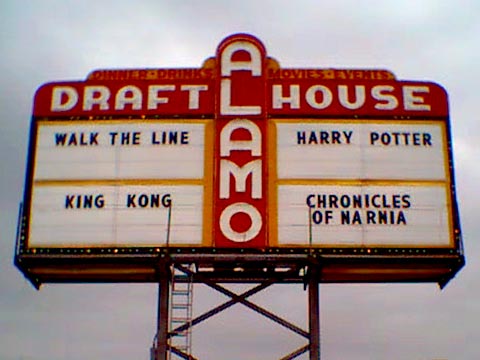 DINNER · DRINKS MOVIES · EVENTS
DRAFT HOUSE
ALAMO
WALK THE LINE
HARRY POTTER
KING KONG
CHRONICLES
OF NARNIA